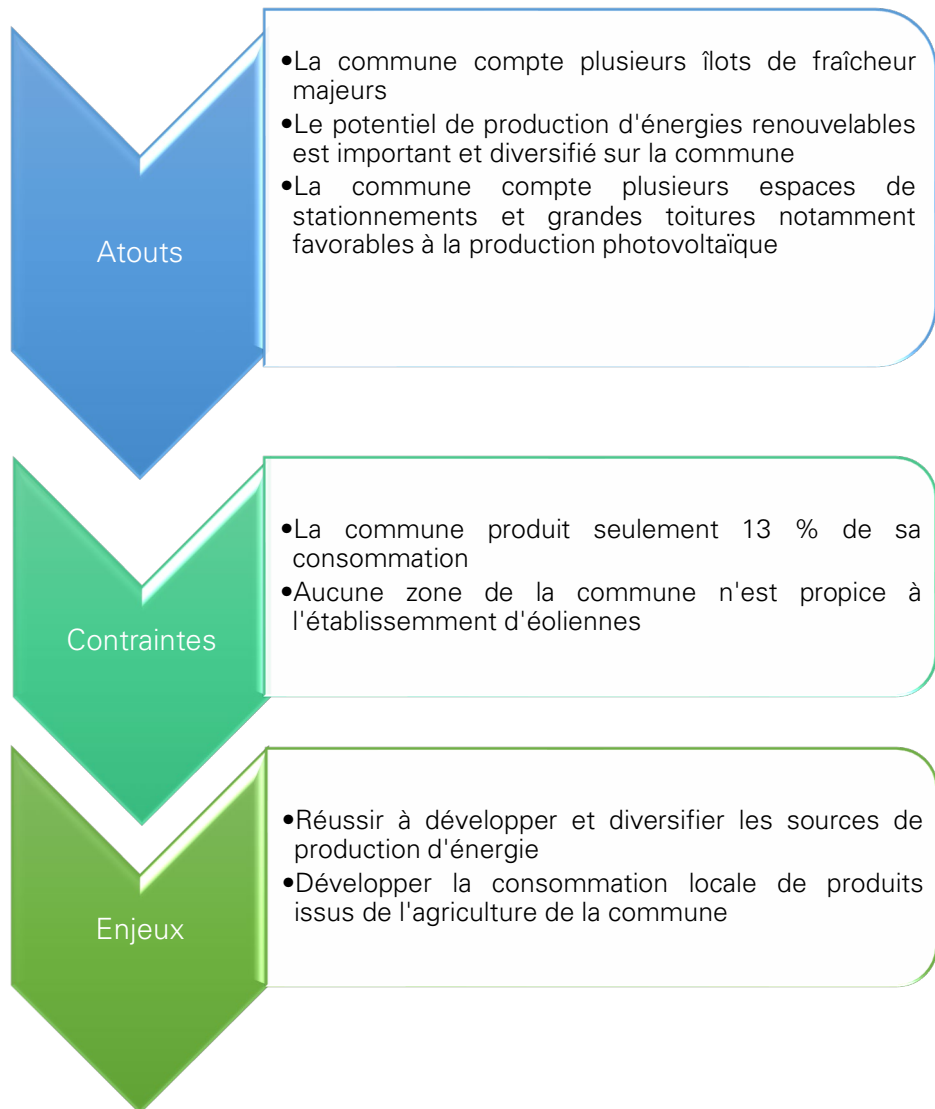 Atouts
•La commune compte plusieurs îlots de fraîcheur
majeurs
•Le potentiel de production d'énergies renouvelables
est important et diversifié sur la commune
•La commune compte plusieurs espaces de
stationnements et grandes toitures notamment
favorables à la production photovoltaïque
Contraintes
•La commune produit seulement 13 % de sa
consommation
•Aucune zone de la commune n'est propice à
l'établissemment d'éoliennes
Enjeux
•Réussir à développer et diversifier les sources de
production d'énergie
•Développer la consommation locale de produits
issus de l'agriculture de la commune